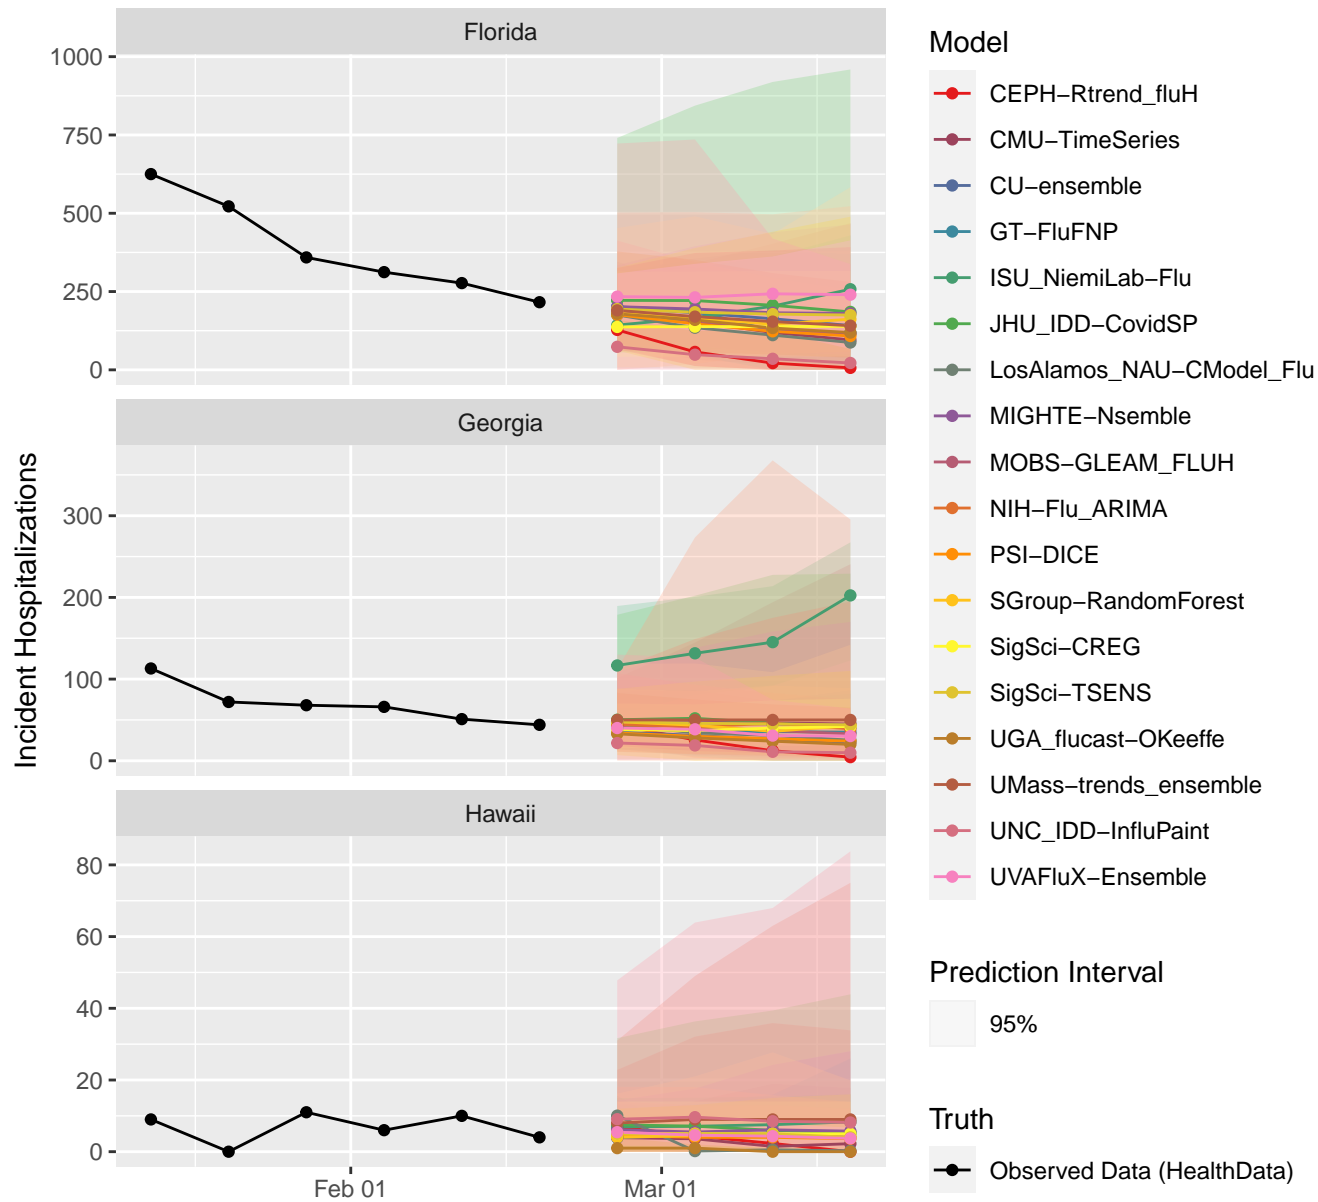 Florida
1000
750
500
250
0
Georgia
300
200
100
0
Hawaii
80
60
40
20
0
Feb 01
Mar 01
Incident Hospitalizations
Model
CEPH−Rtrend_fluH
CMU−TimeSeries
CU−ensemble
GT−FluFNP
ISU_NiemiLab−Flu
JHU_IDD−CovidSP
LosAlamos_NAU−CModel_Flu
MIGHTE−Nsemble
MOBS−GLEAM_FLUH
NIH−Flu_ARIMA
PSI−DICE
SGroup−RandomForest
SigSci−CREG
SigSci−TSENS
UGA_flucast−OKeeffe
UMass−trends_ensemble
UNC_IDD−InfluPaint
UVAFluX−Ensemble
Prediction Interval
95%
Truth
Observed Data (HealthData)